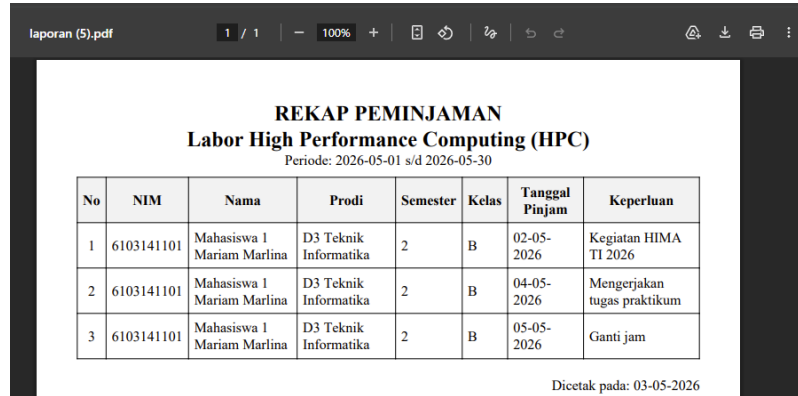 laporan (5).pdf
1 / 1
100%
REKAP PEMINJAMAN
Labor High Performance Computing (HPC)
Periode: 2026-05-01 s/d 2026-05-30
No NIM Nama Prodi Semester Kelas Tanggal Pinjam Keperluan
1 6103141101 Mahasiswa 1 Mariam Marlina D3 Teknik Informatika 2 B 02-05-2026 Kegiatan HIMA TI 2026
2 6103141101 Mahasiswa 1 Mariam Marlina D3 Teknik Informatika 2 B 04-05-2026 Mengerjakan tugas praktikum
3 6103141101 Mahasiswa 1 Mariam Marlina D3 Teknik Informatika 2 B 05-05-2026 Ganti jam
Dicetak pada: 03-05-2026